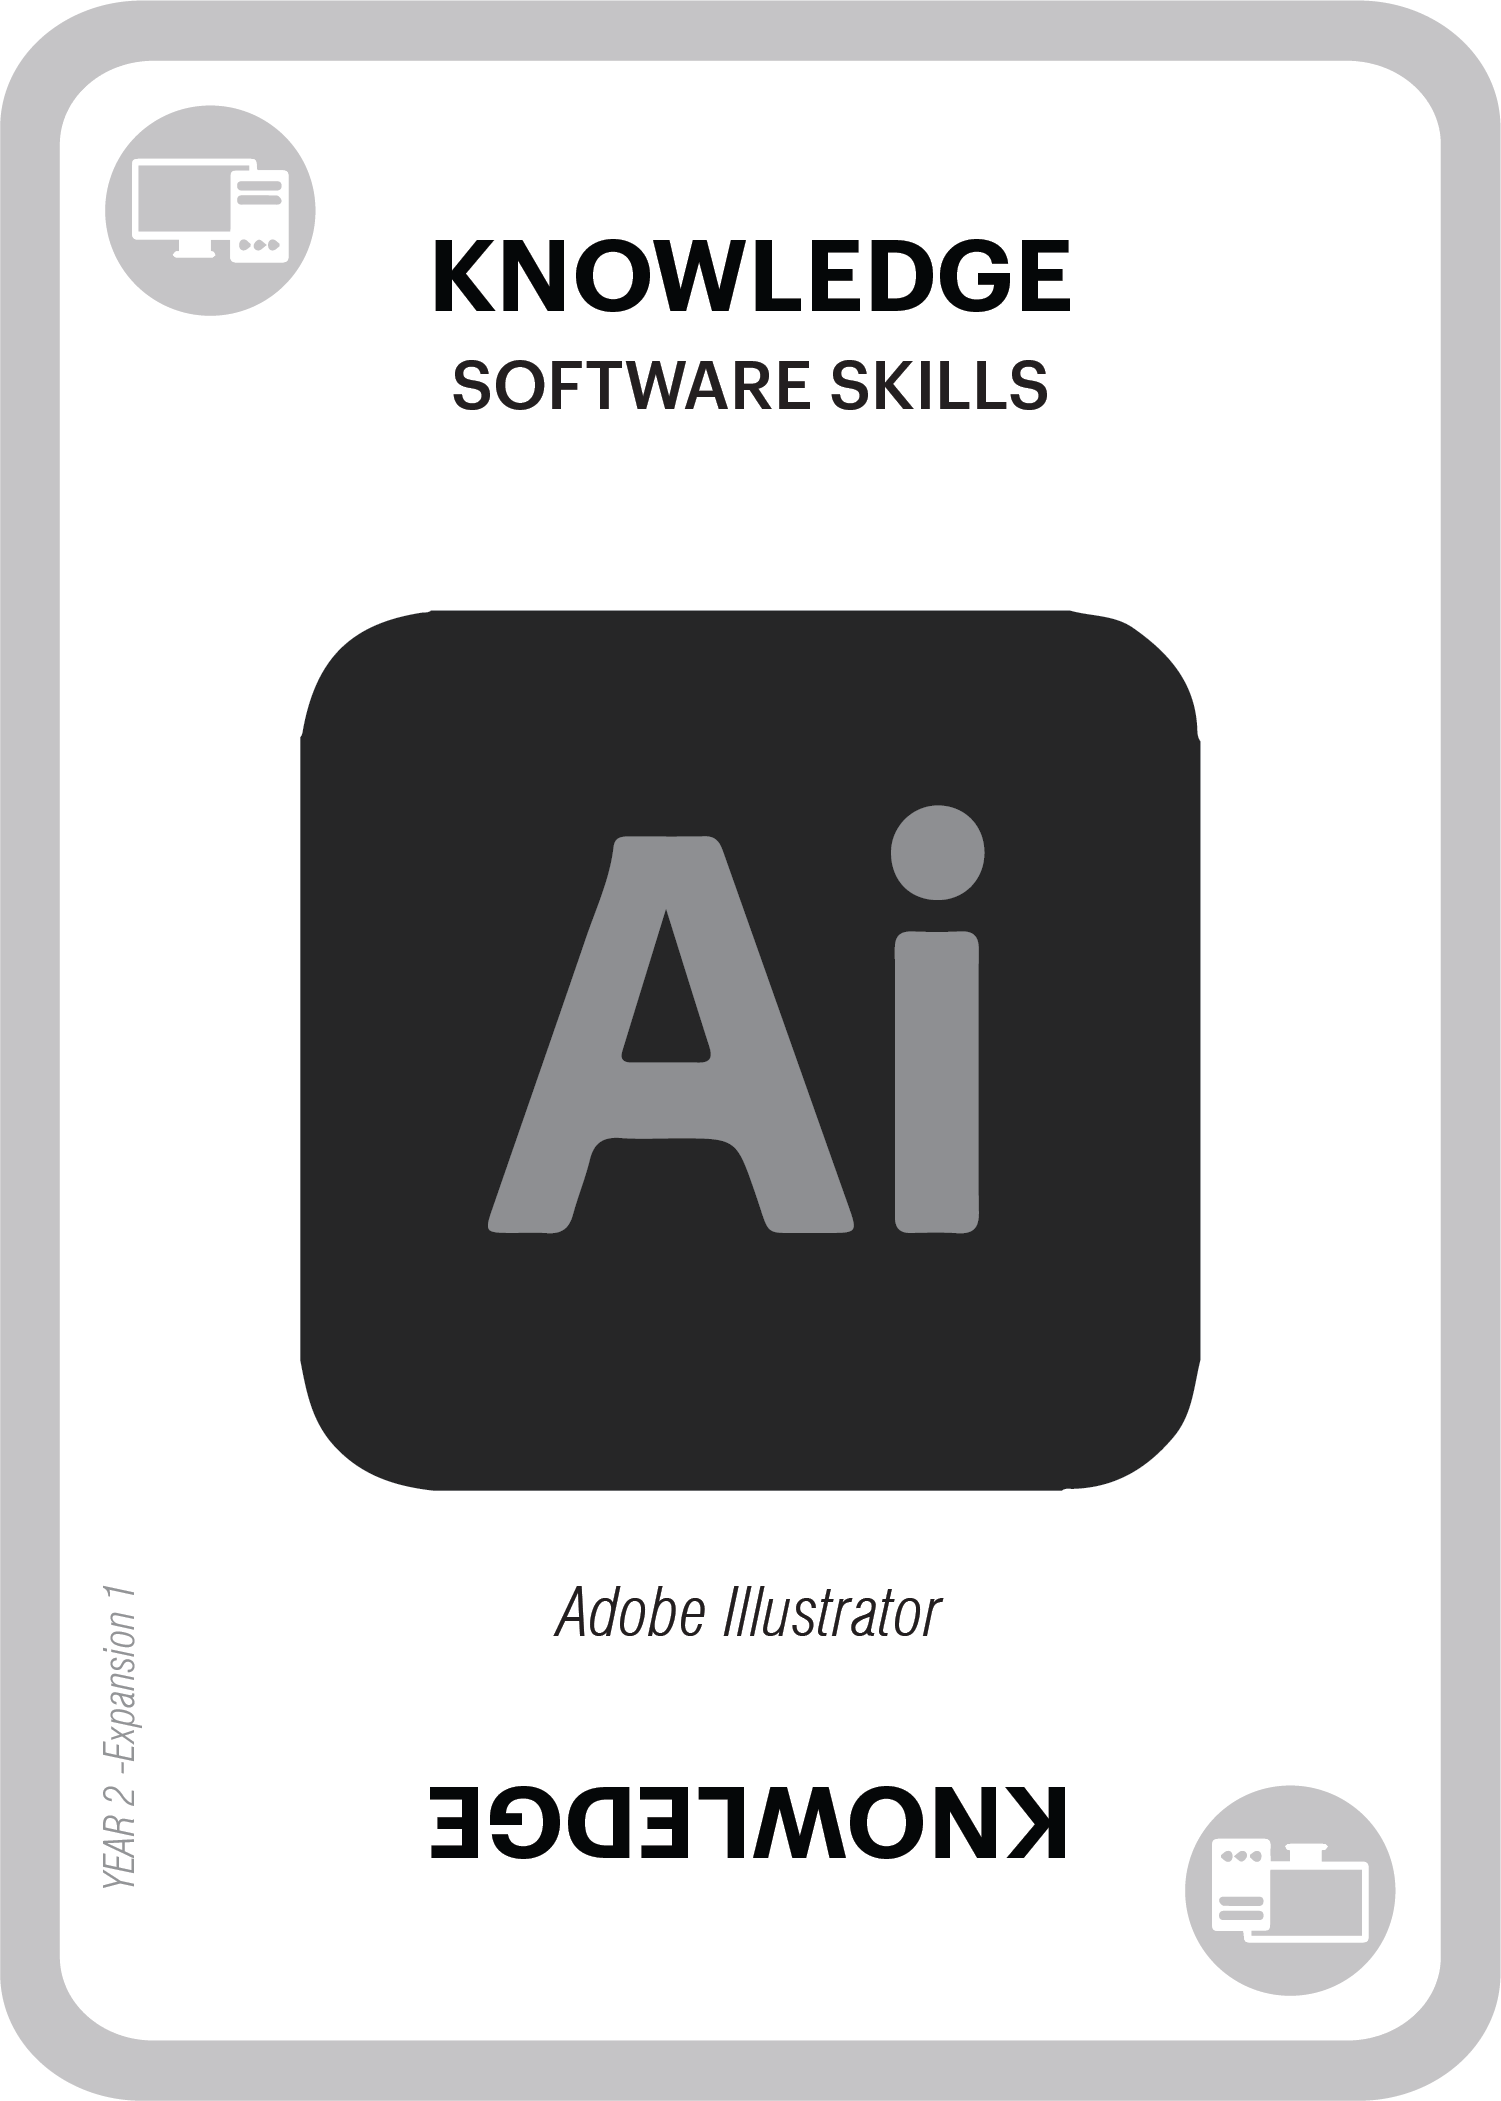 KNOWLEDGE
SOFTWARE SKILLS
Ai
Adobe Illustrator
YEAR 2 -Expansion 1
KNOWLEDGE